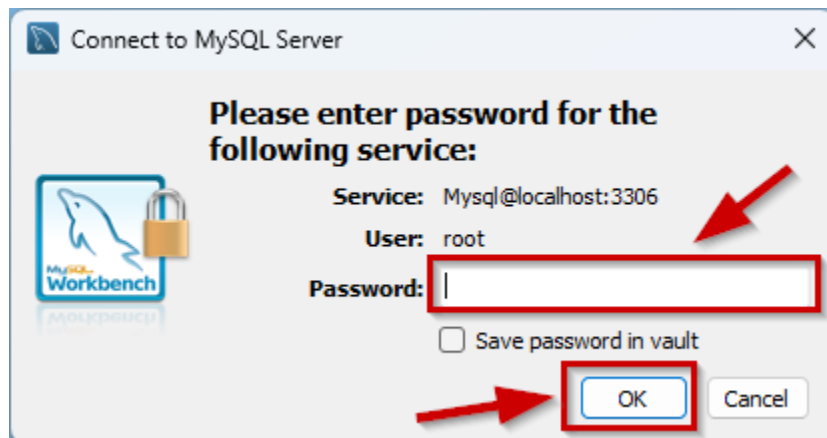 Connect to MySQL Server
Please enter password for the
following service:
Service: Mysql@localhost:3306
User: root
Password:
MySQL
Workbench
Save password in vault
OK Cancel